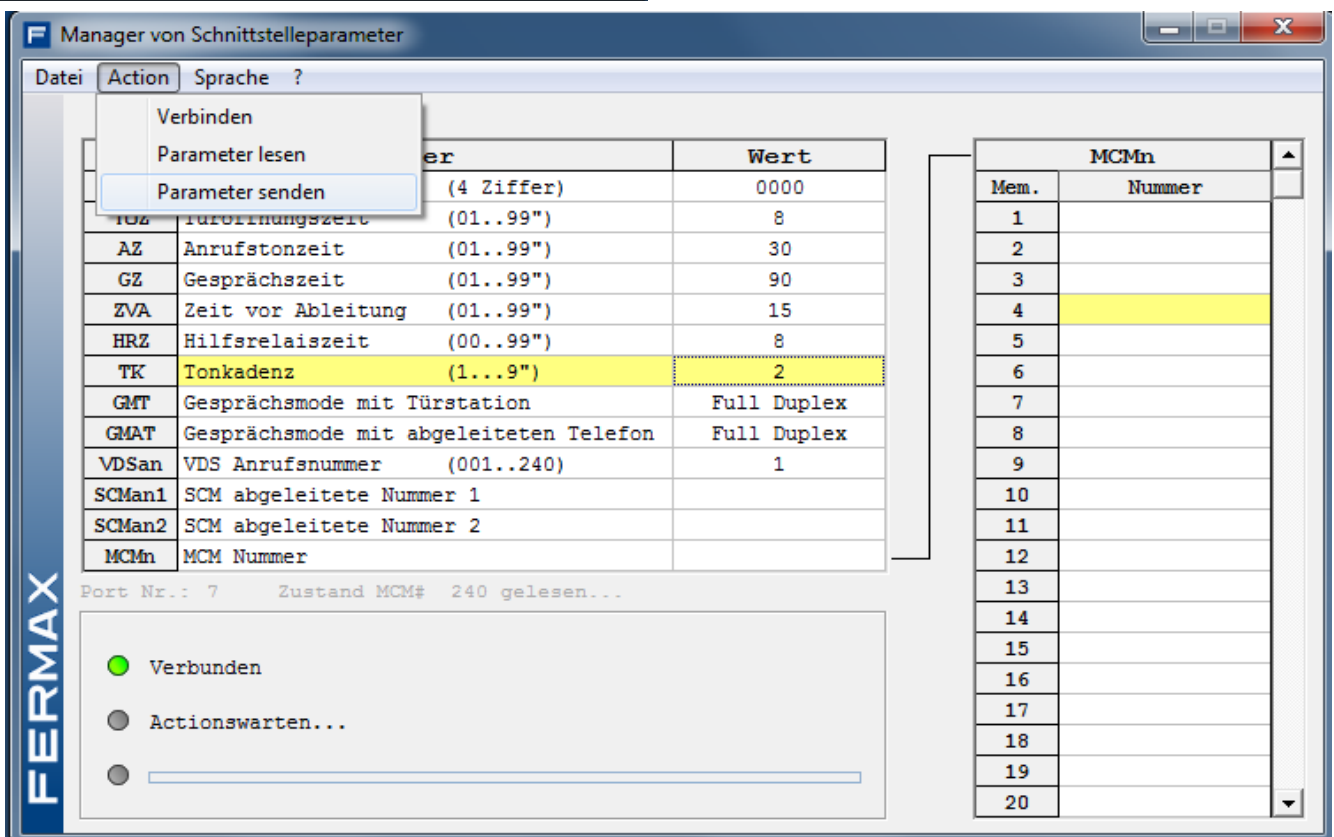 Manager von Schnittstelleparameter
Datei Action Sprache ?
Verbinden
Parameter lesen
Parameter senden
er Wert
(4 Ziffer) 0000
TÖZ Türöffnungszeit (01..99") 8
AZ Anrufstonzeit (01..99") 30
GZ Gesprächszeit (01..99") 90
ZVA Zeit vor Ableitung (01..99") 15
HRZ Hilfsrelaiszeit (00..99") 8
TK Tonkadenz (1...9") 2
GMT Gesprächsmode mit Türstation Full Duplex
GMAT Gesprächsmode mit abgeleiteten Telefon Full Duplex
VDSan VDS Anrufsnummer (001..240) 1
SCMan1 SCM abgeleitete Nummer 1
SCMan2 SCM abgeleitete Nummer 2
MCMn MCM Nummer
Port Nr.: 7 Zustand MCM# 240 gelesen...
Verbunden
Actionswarten...
FERMAX
MCMn
Mem. Nummer
1
2
3
4
5
6
7
8
9
10
11
12
13
14
15
16
17
18
19
20